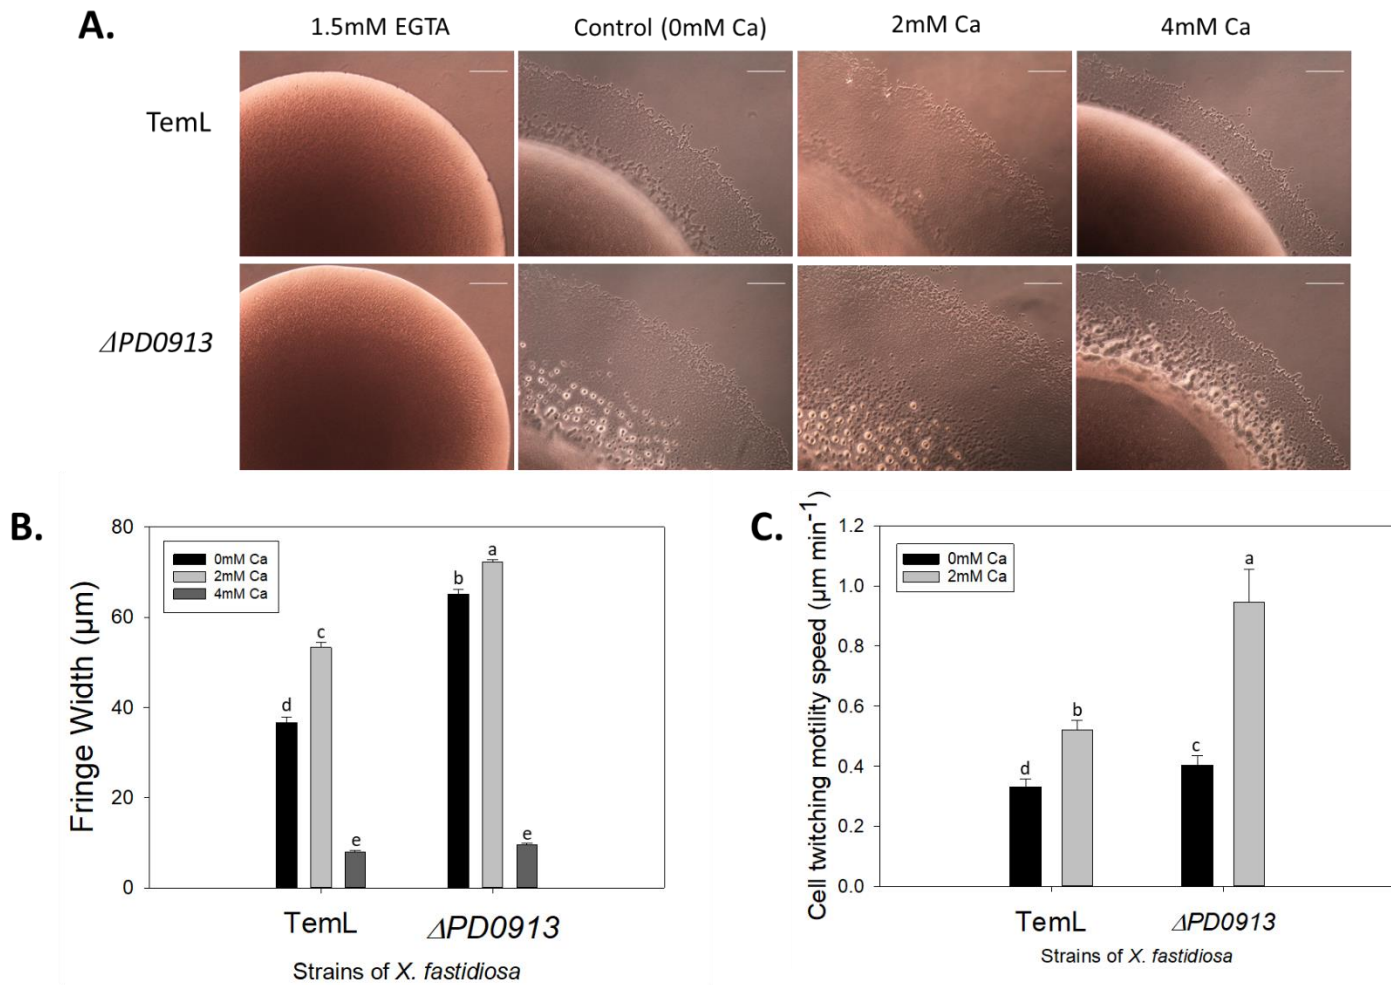 A.
1.5mM EGTA
Control (0mM Ca)
2mM Ca
4mM Ca
TemL
ΔPD0913
B.
80
60
40
20
0
Fringe Width (µm)
0mM Ca
2mM Ca
4mM Ca
d
c
e
b
a
e
TemL
ΔPD0913
Strains of X. fastidiosa
C.
1.2
1.0
0.8
0.6
0.4
0.2
0.0
Cell twitching motility speed (µm min⁻¹)
0mM Ca
2mM Ca
d
b
c
a
TemL
ΔPD0913
Strains of X. fastidiosa